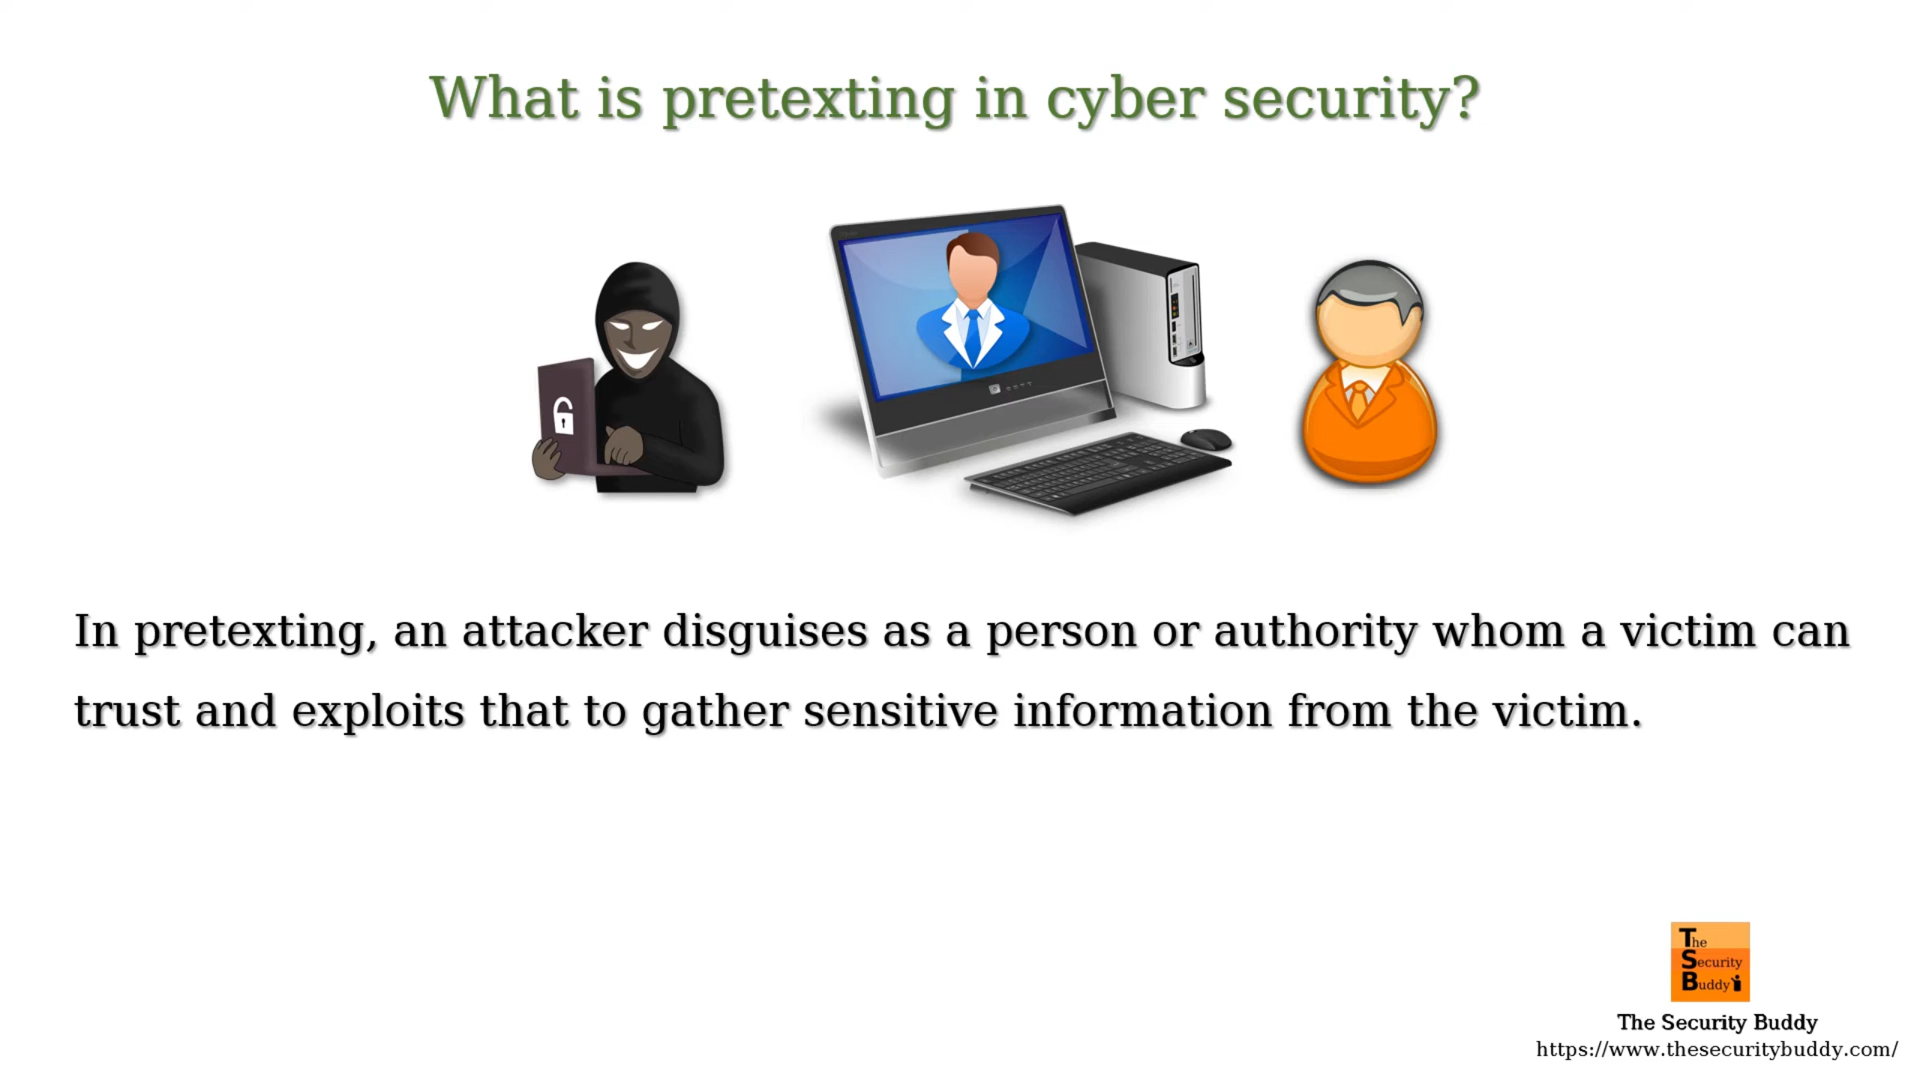 What is pretexting in cyber security?
In pretexting, an attacker disguises as a person or authority whom a victim can
trust and exploits that to gather sensitive information from the victim.
The
Security
Buddy
The Security Buddy
https://www.thesecuritybuddy.com/